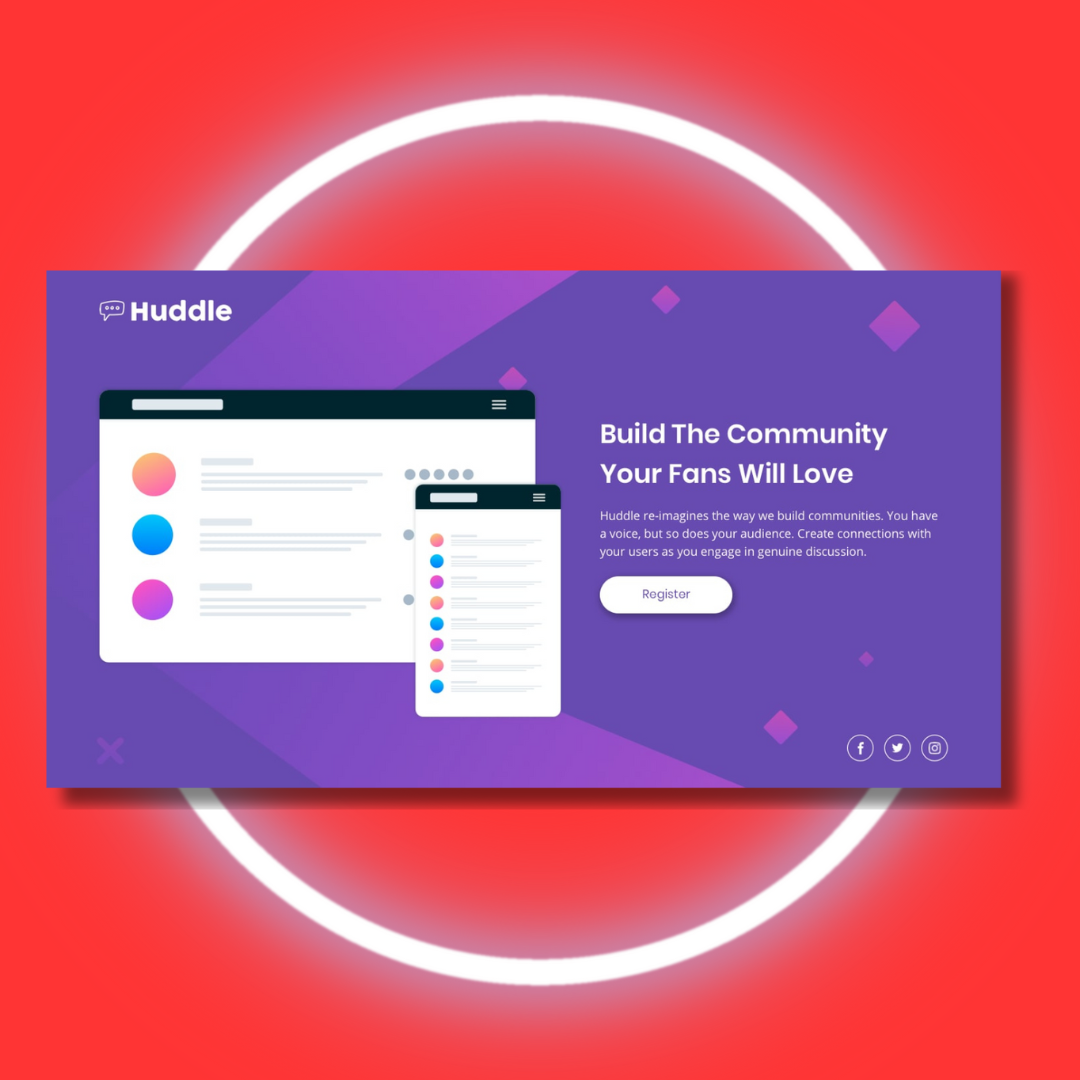 Huddle
Build The Community
Your Fans Will Love
Huddle re-imagines the way we build communities. You have
a voice, but so does your audience. Create connections with
your users as you engage in genuine discussion.
Register